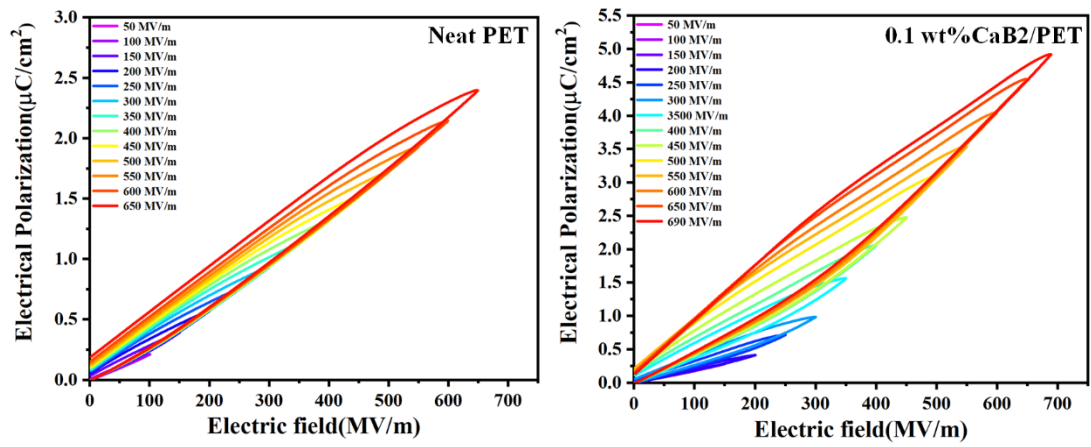 Neat PET
Electrical Polarization(μC/cm²)
3.0
2.5
2.0
1.5
1.0
0.5
0.0
50 MV/m
100 MV/m
150 MV/m
200 MV/m
250 MV/m
300 MV/m
350 MV/m
400 MV/m
450 MV/m
500 MV/m
550 MV/m
600 MV/m
650 MV/m
0 100 200 300 400 500 600 700
Electric field(MV/m)
0.1 wt%CaB2/PET
Electrical Polarization(μC/cm²)
5.5
5.0
4.5
4.0
3.5
3.0
2.5
2.0
1.5
1.0
0.5
0.0
50 MV/m
100 MV/m
150 MV/m
200 MV/m
250 MV/m
300 MV/m
3500 MV/m
400 MV/m
450 MV/m
500 MV/m
550 MV/m
600 MV/m
650 MV/m
690 MV/m
0 100 200 300 400 500 600 700
Electric field(MV/m)